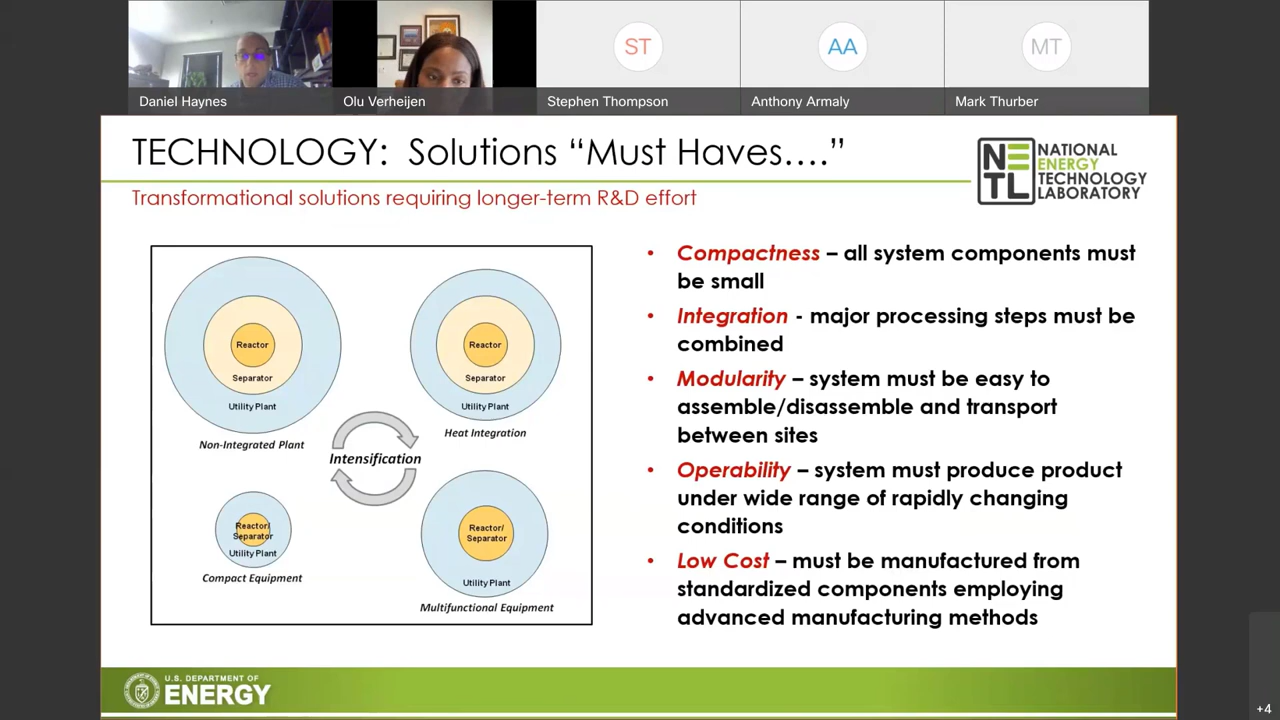 ST
AA
MT
Daniel Haynes
Olu Verheijen
Stephen Thompson
Anthony Armaly
Mark Thurber
TECHNOLOGY: Solutions “Must Haves....”
NETL
NATIONAL
ENERGY
TECHNOLOGY
LABORATORY
Transformational solutions requiring longer-term R&D effort
Reactor
Separator
Utility Plant
Non-Integrated Plant
Reactor
Separator
Utility Plant
Heat Integration
Intensification
Reactor/
Separator
Utility Plant
Compact Equipment
Reactor/
Separator
Utility Plant
Multifunctional Equipment
• Compactness – all system components must
be small
• Integration - major processing steps must be
combined
• Modularity – system must be easy to
assemble/disassemble and transport
between sites
• Operability – system must produce product
under wide range of rapidly changing
conditions
• Low Cost – must be manufactured from
standardized components employing
advanced manufacturing methods
U.S. DEPARTMENT OF
ENERGY
+4